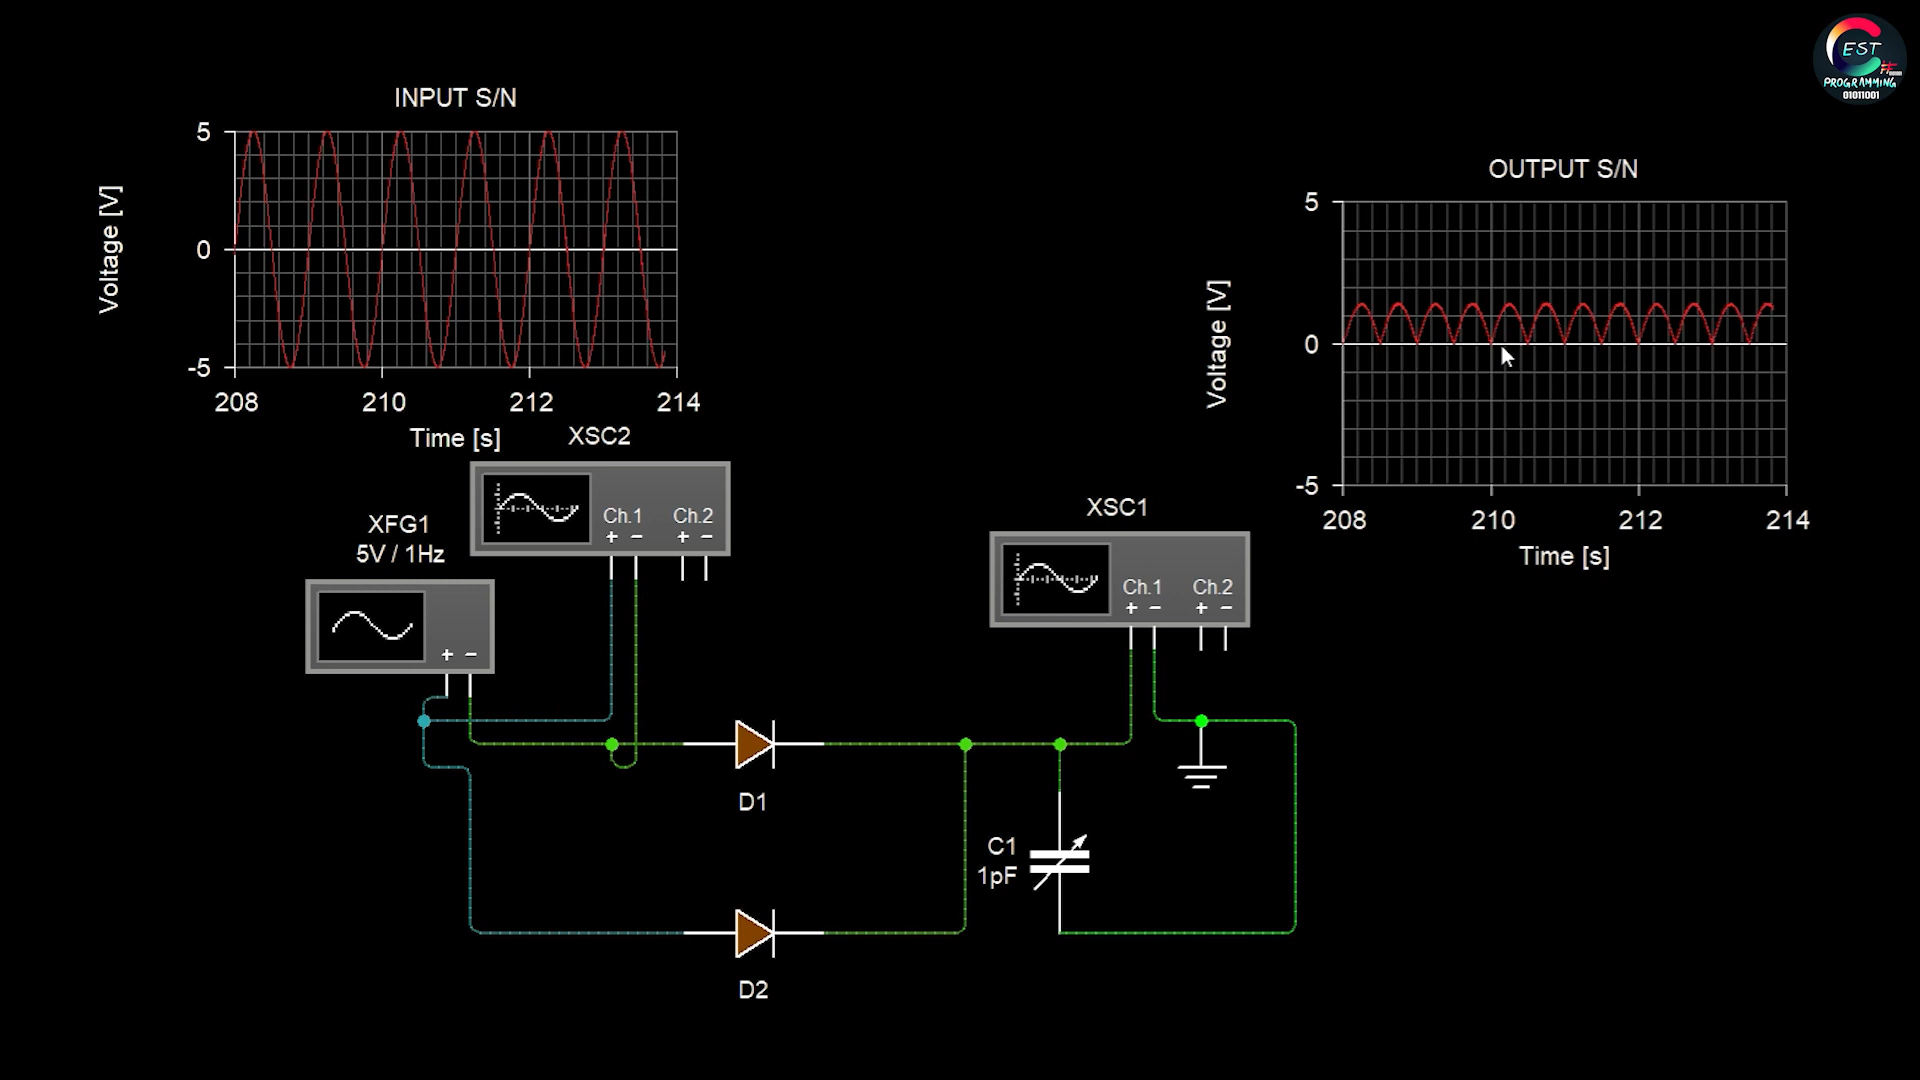 EST
PROGRAMMING
01011001
INPUT S/N
5
0
-5
Voltage [V]
208 210 212 214
Time [s]
OUTPUT S/N
5
0
-5
Voltage [V]
208 210 212 214
Time [s]
XSC2
Ch.1 Ch.2
+ − + −
XFG1
5V / 1Hz
+ −
XSC1
Ch.1 Ch.2
+ − + −
D1
C1
1pF
D2